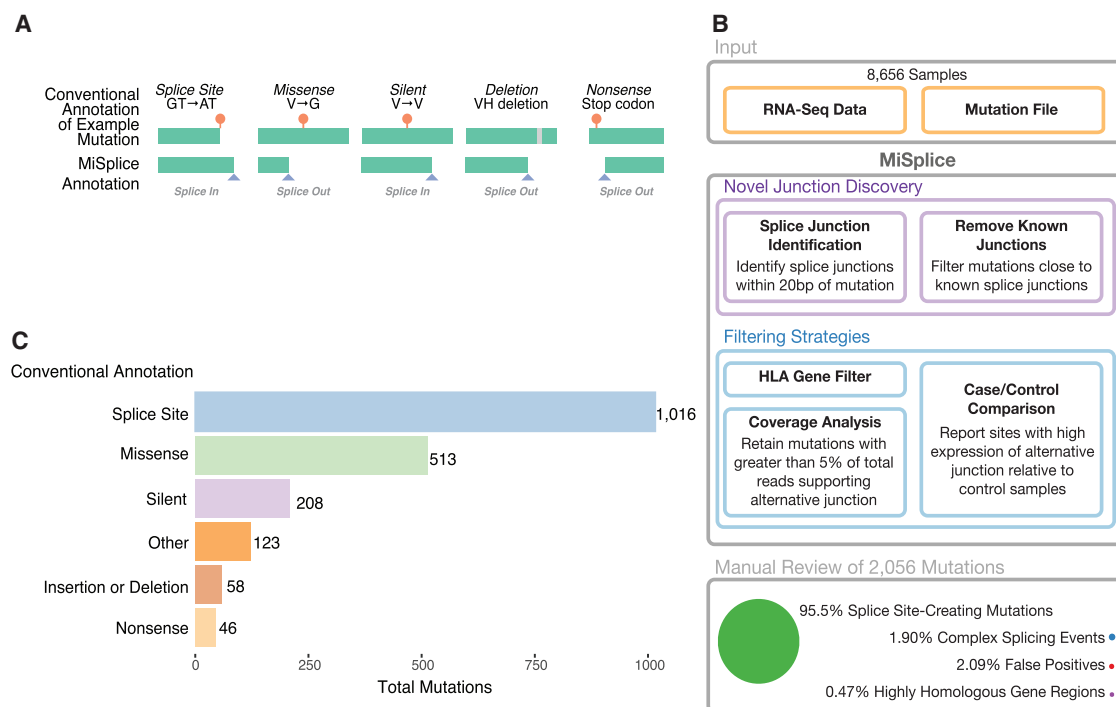 A
Conventional
Annotation
of Example
Mutation
Splice Site
GT→AT
Missense
V→G
Silent
V→V
Deletion
VH deletion
Nonsense
Stop codon
MiSplice
Annotation
Splice In
Splice Out
Splice In
Splice Out
Splice Out
B
Input
8,656 Samples
RNA-Seq Data
Mutation File
MiSplice
Novel Junction Discovery
Splice Junction
Identification
Identify splice junctions
within 20bp of mutation
Remove Known
Junctions
Filter mutations close to
known splice junctions
Filtering Strategies
HLA Gene Filter
Coverage Analysis
Retain mutations with
greater than 5% of total
reads supporting
alternative junction
Case/Control
Comparison
Report sites with high
expression of alternative
junction relative to
control samples
Manual Review of 2,056 Mutations
95.5% Splice Site-Creating Mutations
1.90% Complex Splicing Events
2.09% False Positives
0.47% Highly Homologous Gene Regions
C
Conventional Annotation
Splice Site 1,016
Missense 513
Silent 208
Other 123
Insertion or Deletion 58
Nonsense 46
0 250 500 750 1000
Total Mutations